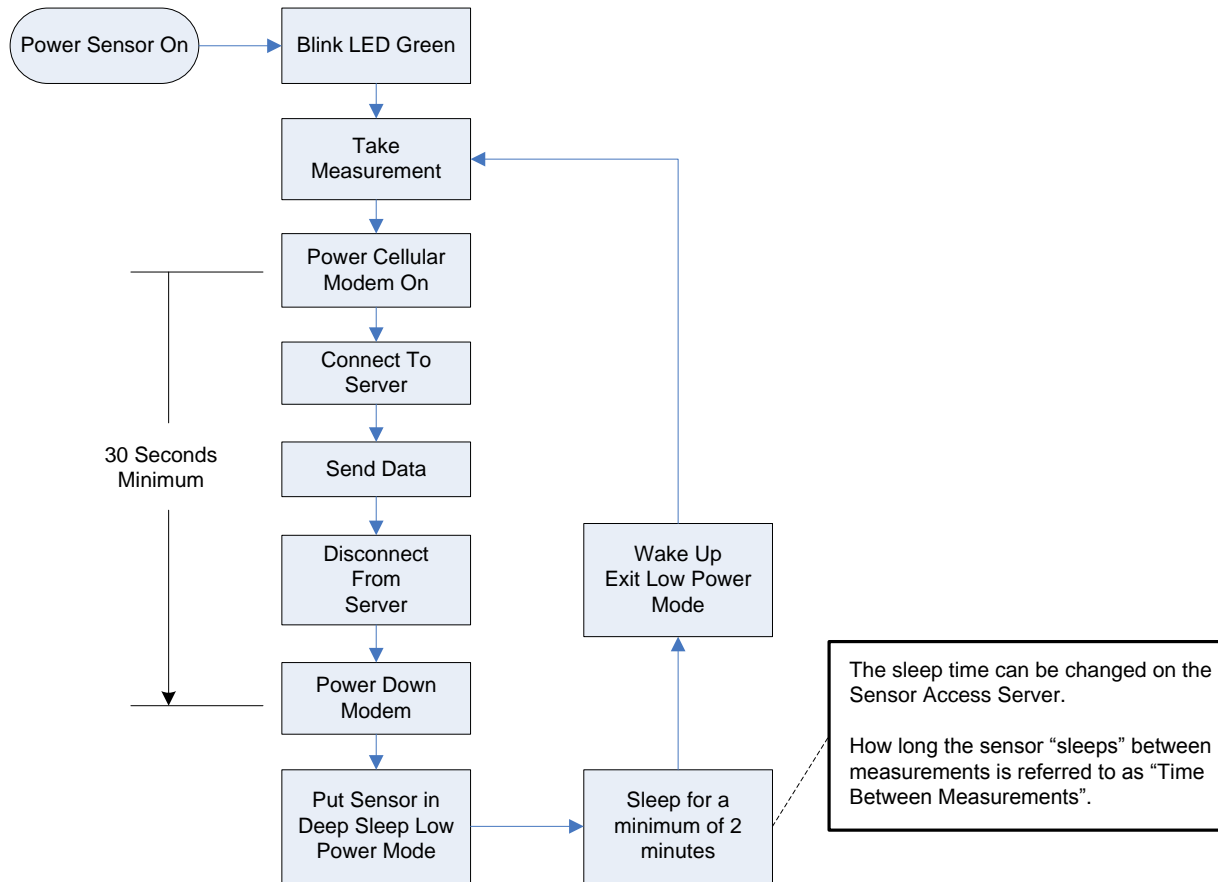 Power Sensor On
Blink LED Green
Take
Measurement
Power Cellular
Modem On
Connect To
Server
Send Data
30 Seconds
Minimum
Disconnect
From
Server
Power Down
Modem
Put Sensor in
Deep Sleep Low
Power Mode
Sleep for a
minimum of 2
minutes
Wake Up
Exit Low Power
Mode
The sleep time can be changed on the
Sensor Access Server.
How long the sensor “sleeps” between
measurements is referred to as “Time
Between Measurements”.